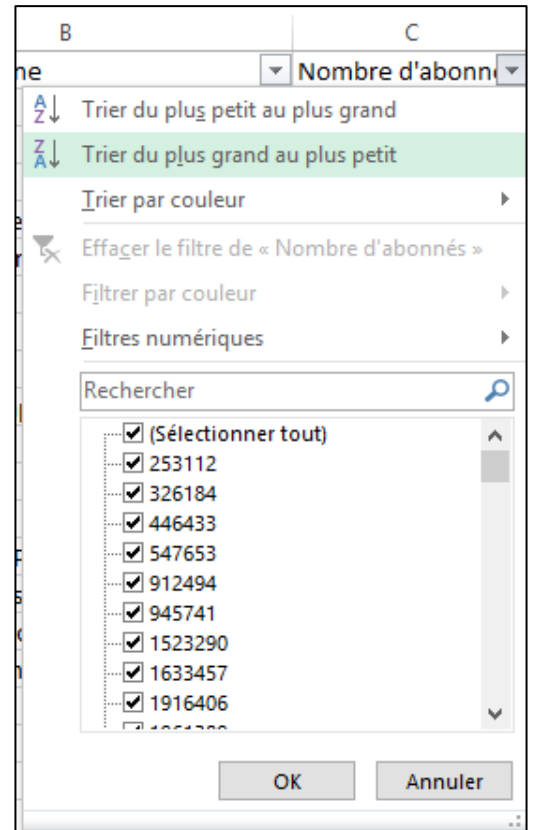 B C
ne Nombre d'abonn
Trier du plus petit au plus grand
Trier du plus grand au plus petit
Trier par couleur
Effacer le filtre de « Nombre d'abonnés »
Filtrer par couleur
Filtres numériques
Rechercher
(Sélectionner tout)
253112
326184
446433
547653
912494
945741
1523290
1633457
1916406
OK Annuler